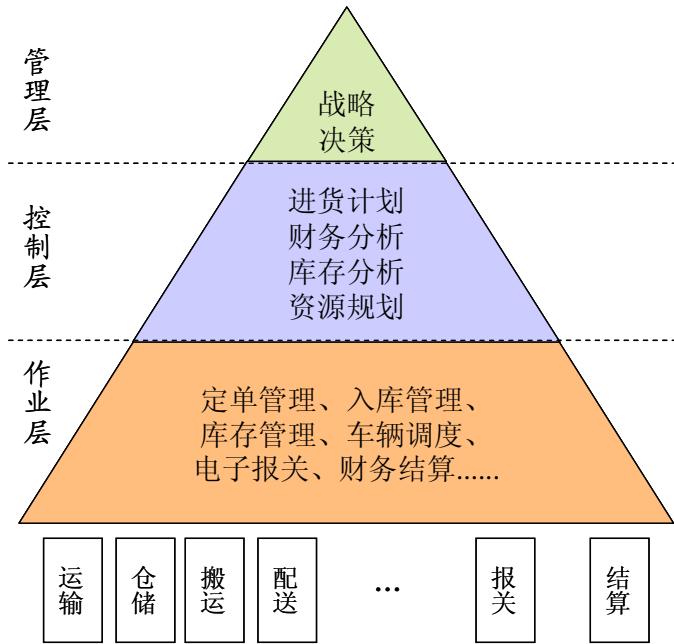 管理层
战略
决策
控制层
进货计划
财务分析
库存分析
资源规划
作业层
定单管理、入库管理、
库存管理、车辆调度、
电子报关、财务结算......
运输
仓储
搬运
配送
...
报关
结算